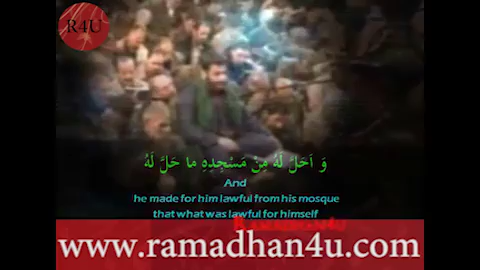 R4U
وَ اَحَلَّ لَهُ مِنْ مَسْجِدِهِ ما حَلَّ لَهُ
And
he made for him lawful from his mosque
that what was lawful for himself
www.ramadhan4u.com